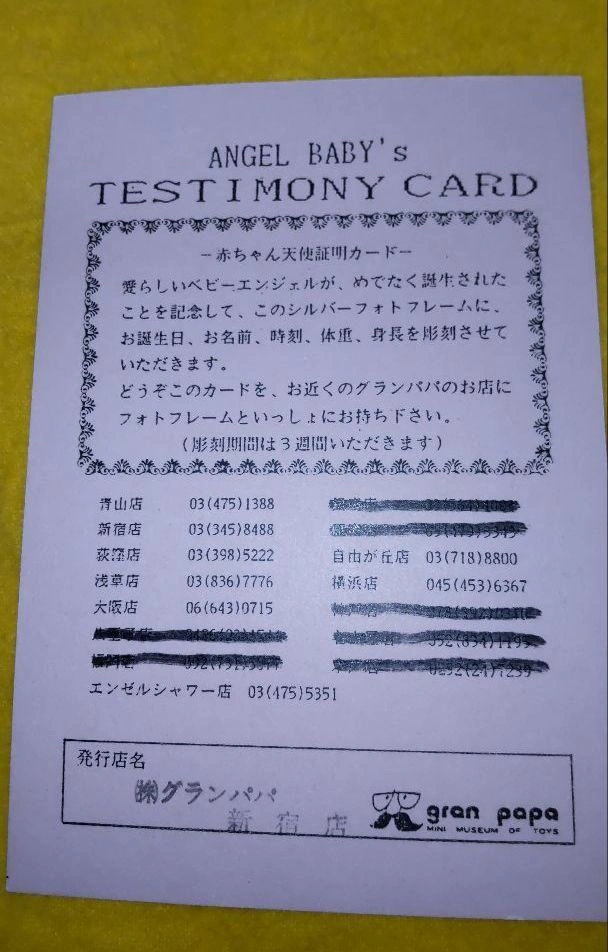 ANGEL BABY's
TESTIMONY CARD
－赤ちゃん天使証明カード－
愛らしいベビーエンジェルが、めでたく誕生された
ことを記念して、このシルバーフォトフレームに、
お誕生日、お名前、時刻、体重、身長を彫刻させて
いただきます。
どうぞこのカードを、お近くのグランパパのお店に
フォトフレームといっしょにお持ち下さい。
（彫刻期間は３週間いただきます）
青山店 03(475)1388
新宿店 03(345)8488
荻窪店 03(398)5222 自由が丘店 03(718)8800
浅草店 03(836)7776 横浜店 045(453)6367
大阪店 06(643)0715
エンゼルシャワー店 03(475)5351
発行店名
㈱グランパパ
新宿店
gran papa
MINI MUSEUM OF TOYS